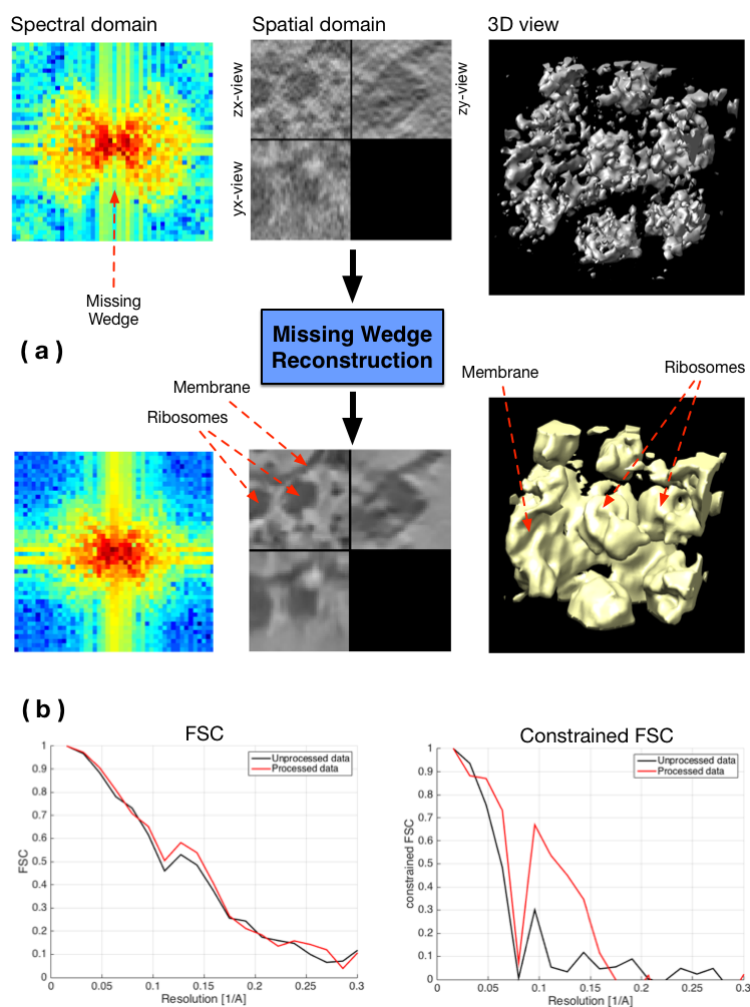 Spectral domain
Spatial domain
3D view
zx-view
zy-view
yx-view
Missing
Wedge
( a )
Missing Wedge
Reconstruction
Membrane
Ribosomes
Membrane
Ribosomes
( b )
FSC
Unprocessed data
Processed data
1
0.9
0.8
0.7
0.6
0.5
0.4
0.3
0.2
0.1
0
FSC
0 0.05 0.1 0.15 0.2 0.25 0.3
Resolution [1/A]
Constrained FSC
Unprocessed data
Processed data
1
0.9
0.8
0.7
0.6
0.5
0.4
0.3
0.2
0.1
0
constrained FSC
0 0.05 0.1 0.15 0.2 0.25 0.3
Resolution [1/A]